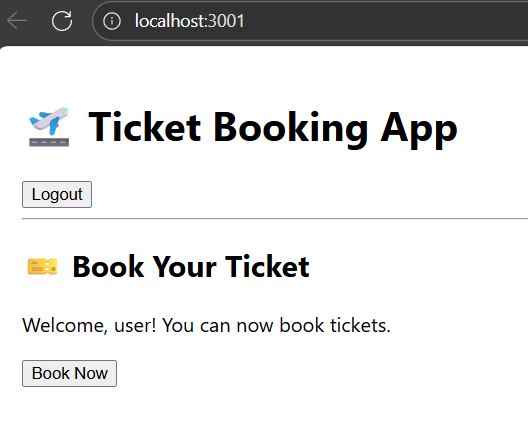 localhost:3001
Ticket Booking App
Logout
Book Your Ticket
Welcome, user! You can now book tickets.
Book Now